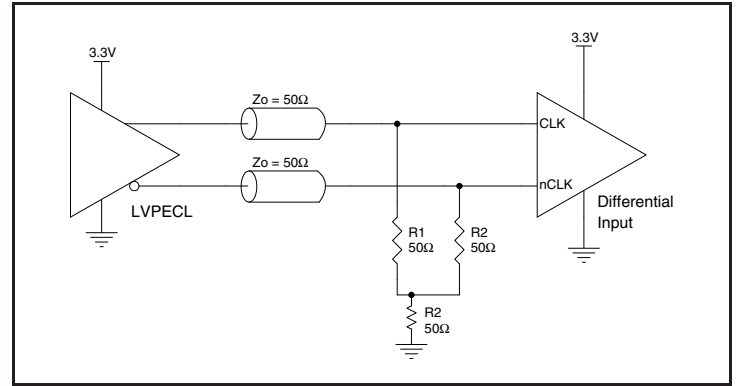 3.3V
3.3V
Zo = 50Ω
CLK
Zo = 50Ω
nCLK
LVPECL
Differential
Input
R1
50Ω
R2
50Ω
R2
50Ω